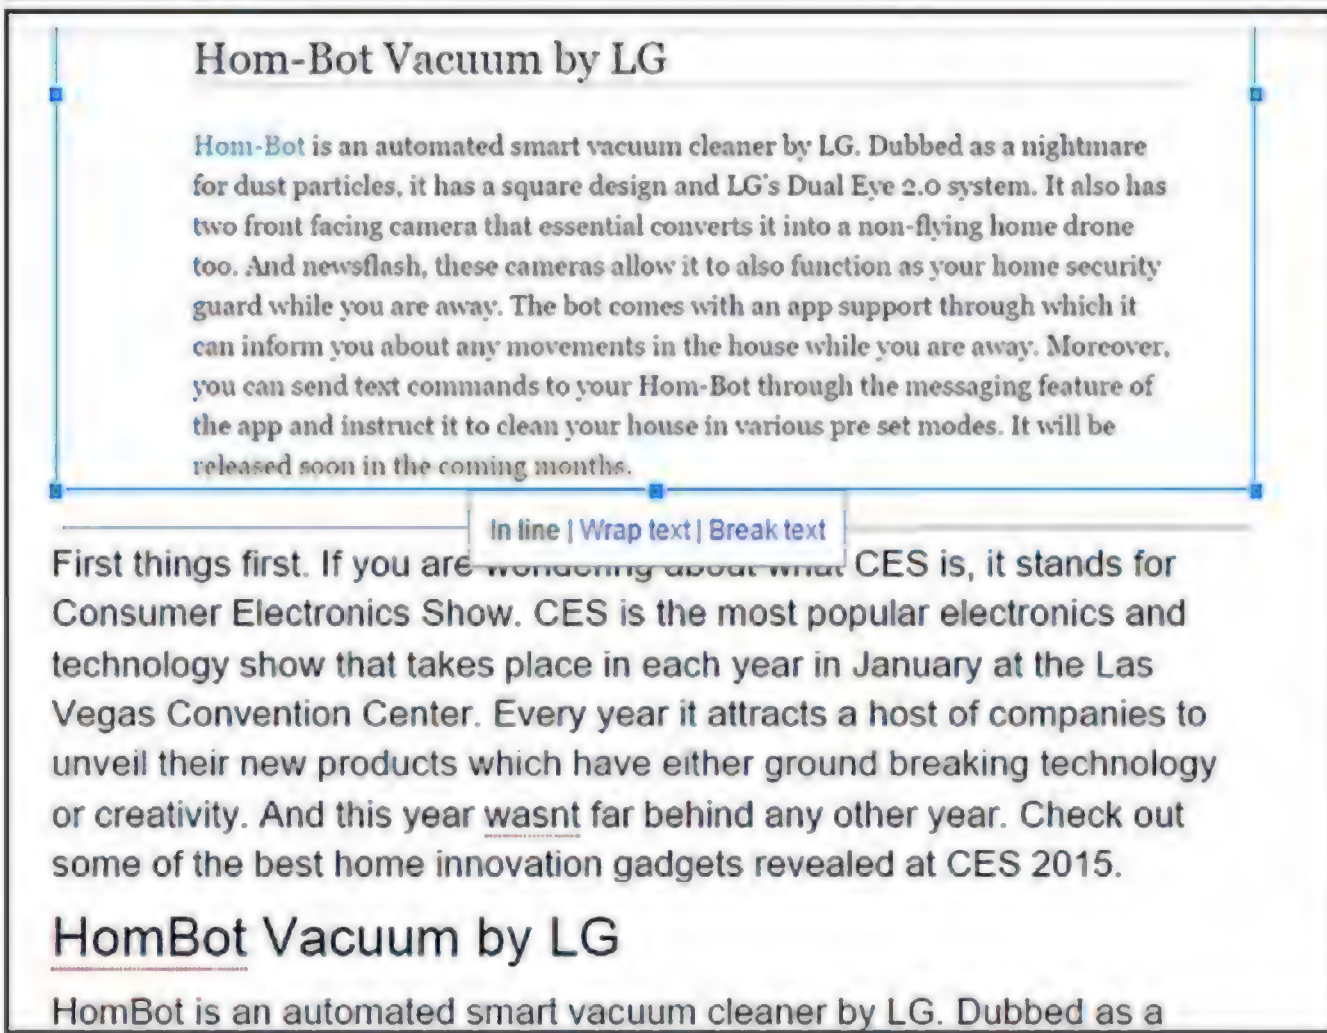 Hom-Bot Vacuum by LG
Hom-Bot is an automated smart vacuum cleaner by LG. Dubbed as a nightmare
for dust particles, it has a square design and LG's Dual Eye 2.0 system. It also has
two front facing camera that essential converts it into a non-flying home drone
too. And newsflash, these cameras allow it to also function as your home security
guard while you are away. The bot comes with an app support through which it
can inform you about any movements in the house while you are away. Moreover,
you can send text commands to your Hom-Bot through the messaging feature of
the app and instruct it to clean your house in various pre set modes. It will be
released soon in the coming months.
In line | Wrap text | Break text
First things first. If you are wondering about what CES is, it stands for
Consumer Electronics Show. CES is the most popular electronics and
technology show that takes place in each year in January at the Las
Vegas Convention Center. Every year it attracts a host of companies to
unveil their new products which have either ground breaking technology
or creativity. And this year wasnt far behind any other year. Check out
some of the best home innovation gadgets revealed at CES 2015.
HomBot Vacuum by LG
HomBot is an automated smart vacuum cleaner by LG. Dubbed as a